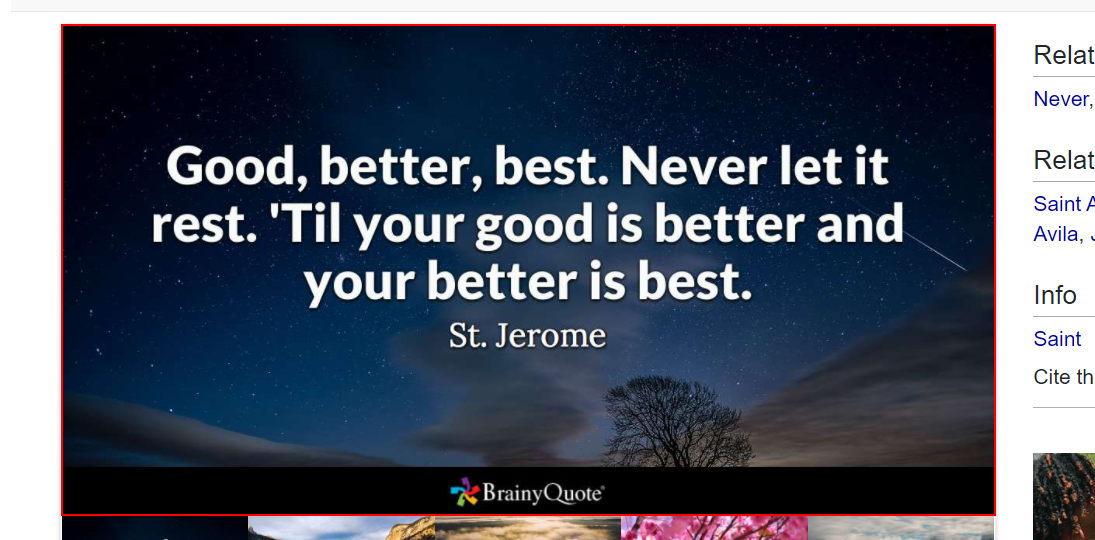 Good, better, best. Never let it
rest. 'Til your good is better and
your better is best.
St. Jerome
BrainyQuote®
Relat
Never,
Relat
Saint A
Avila, J
Info
Saint
Cite th